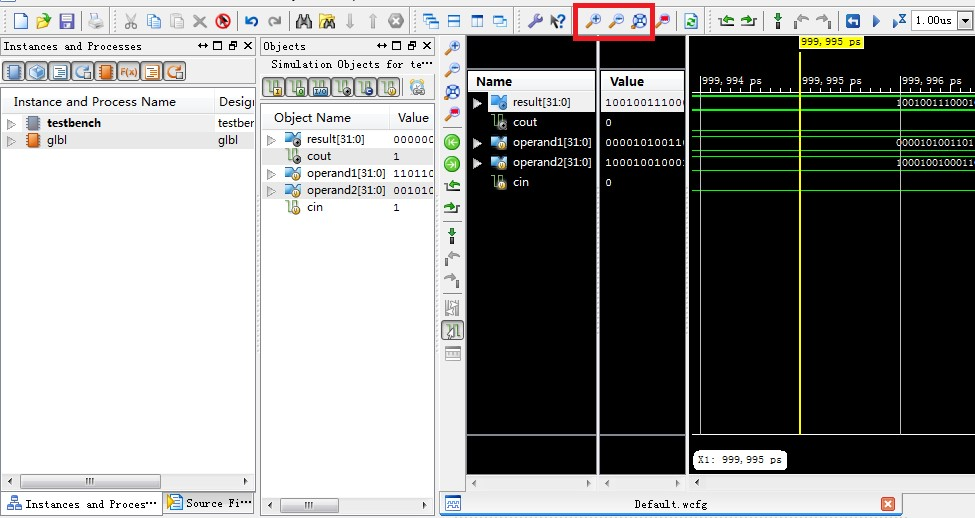 1.00us
Instances and Processes
Objects
Simulation Objects for te···
Instance and Process Name
Desig
testbench
testber
glbl
glbl
F(x)
Object Name
Value
result[31:0]
000000
cout
1
operand1[31:0]
110110
operand2[31:0]
001010
cin
1
Name
Value
result[31:0]
100100111000
cout
0
operand1[31:0]
000010100110
operand2[31:0]
100010010001
cin
0
999,995 ps
999,994 ps
999,995 ps
999,996 ps
1001001110001
0000101001101
1000100100011
X1: 999,995 ps
Instances and Proces···
Source Fi···
Default.wcfg